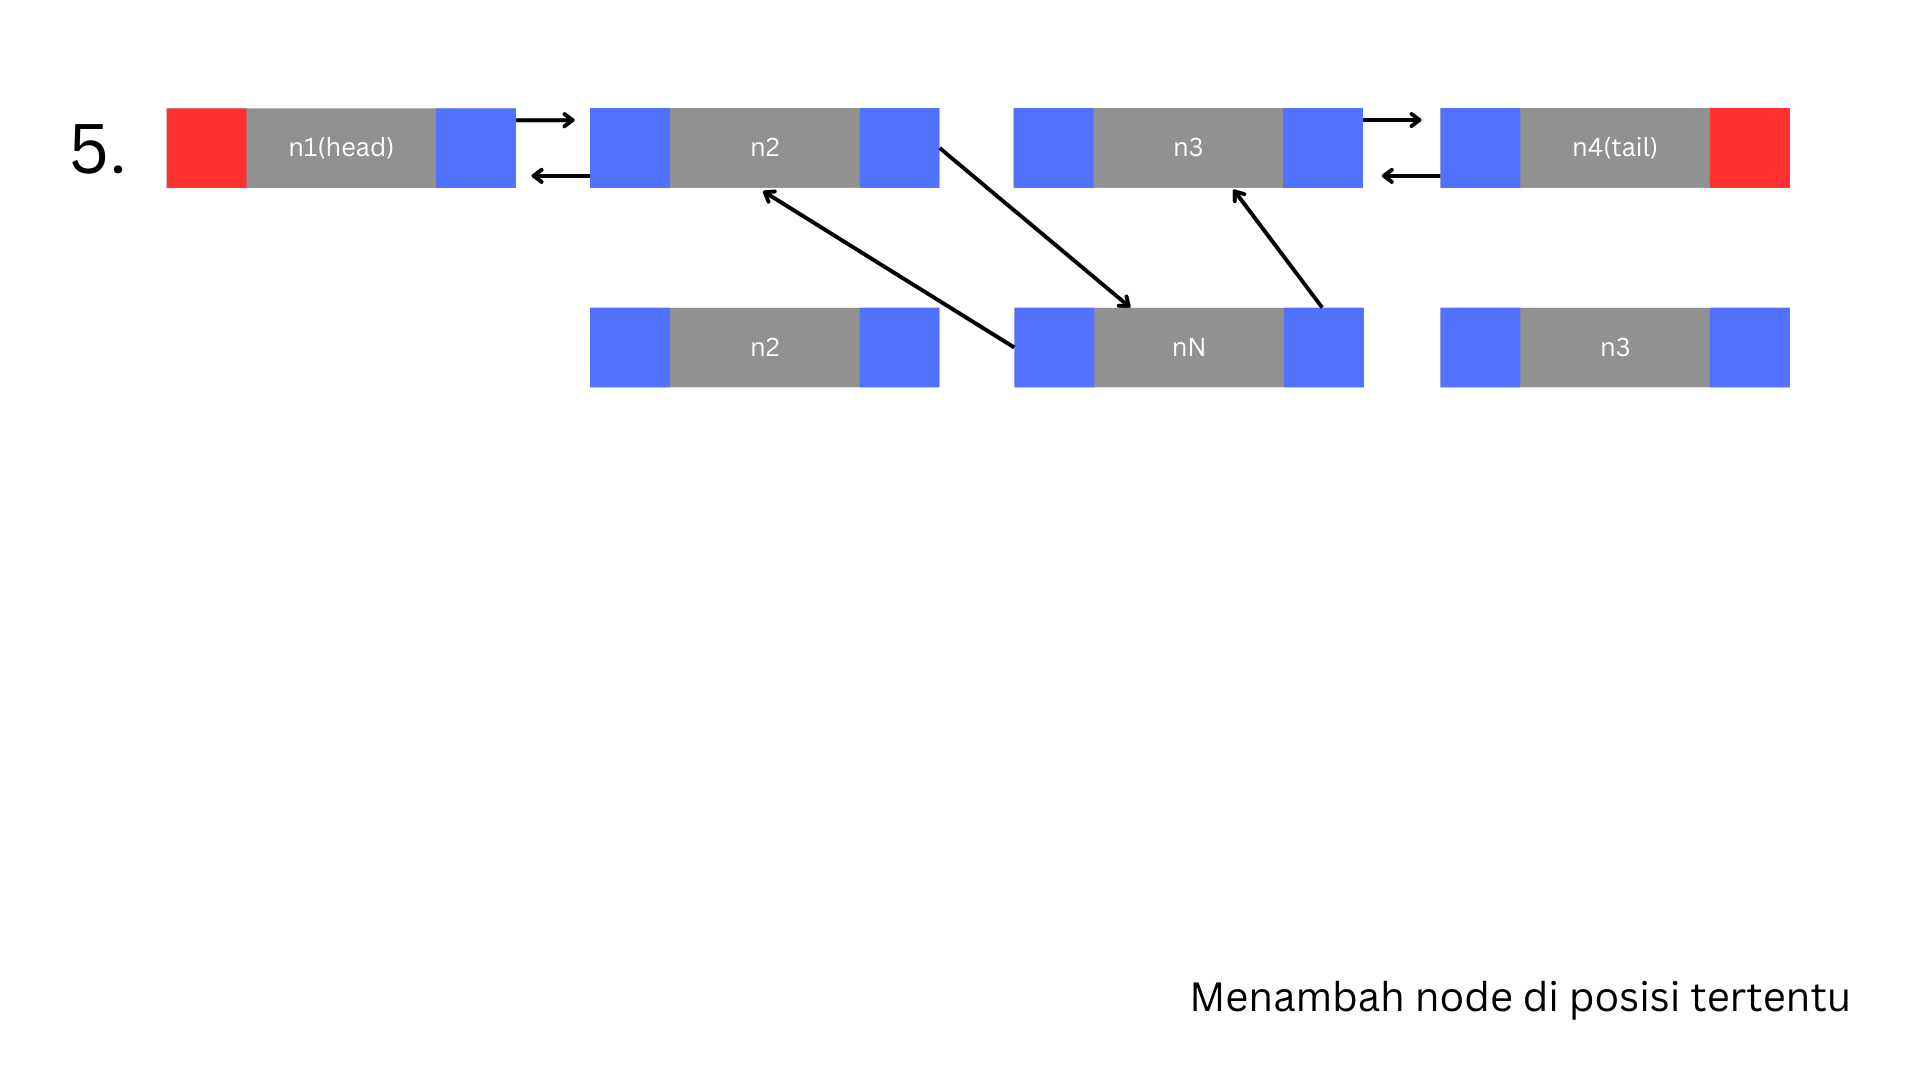 5.
n1(head)
n2
n3
n4(tail)
n2
nN
n3
Menambah node di posisi tertentu